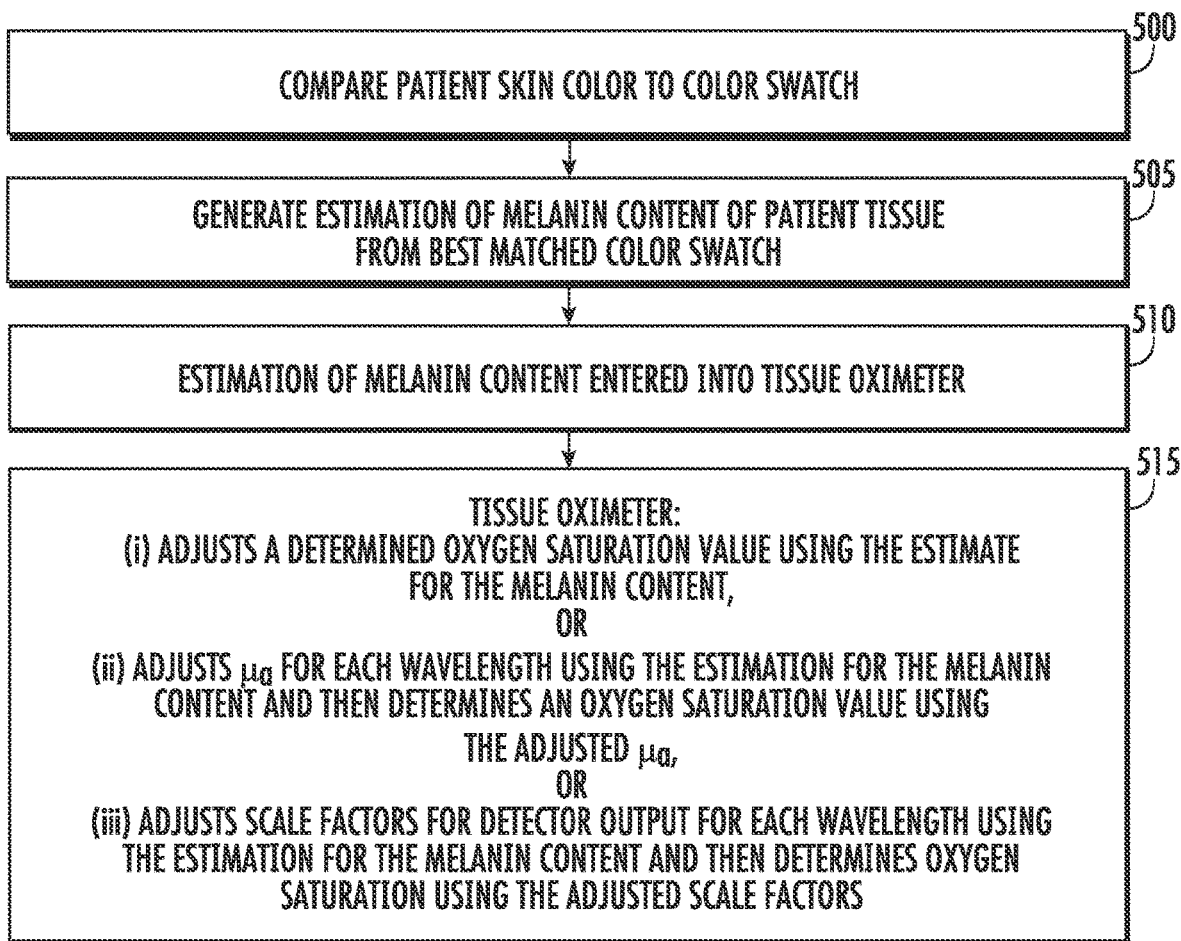 500
COMPARE PATIENT SKIN COLOR TO COLOR SWATCH
505
GENERATE ESTIMATION OF MELANIN CONTENT OF PATIENT TISSUE
FROM BEST MATCHED COLOR SWATCH
510
ESTIMATION OF MELANIN CONTENT ENTERED INTO TISSUE OXIMETER
515
TISSUE OXIMETER:
(i) ADJUSTS A DETERMINED OXYGEN SATURATION VALUE USING THE ESTIMATE
FOR THE MELANIN CONTENT,
OR
(ii) ADJUSTS μa FOR EACH WAVELENGTH USING THE ESTIMATION FOR THE MELANIN
CONTENT AND THEN DETERMINES AN OXYGEN SATURATION VALUE USING
THE ADJUSTED μa,
OR
(iii) ADJUSTS SCALE FACTORS FOR DETECTOR OUTPUT FOR EACH WAVELENGTH USING
THE ESTIMATION FOR THE MELANIN CONTENT AND THEN DETERMINES OXYGEN
SATURATION USING THE ADJUSTED SCALE FACTORS